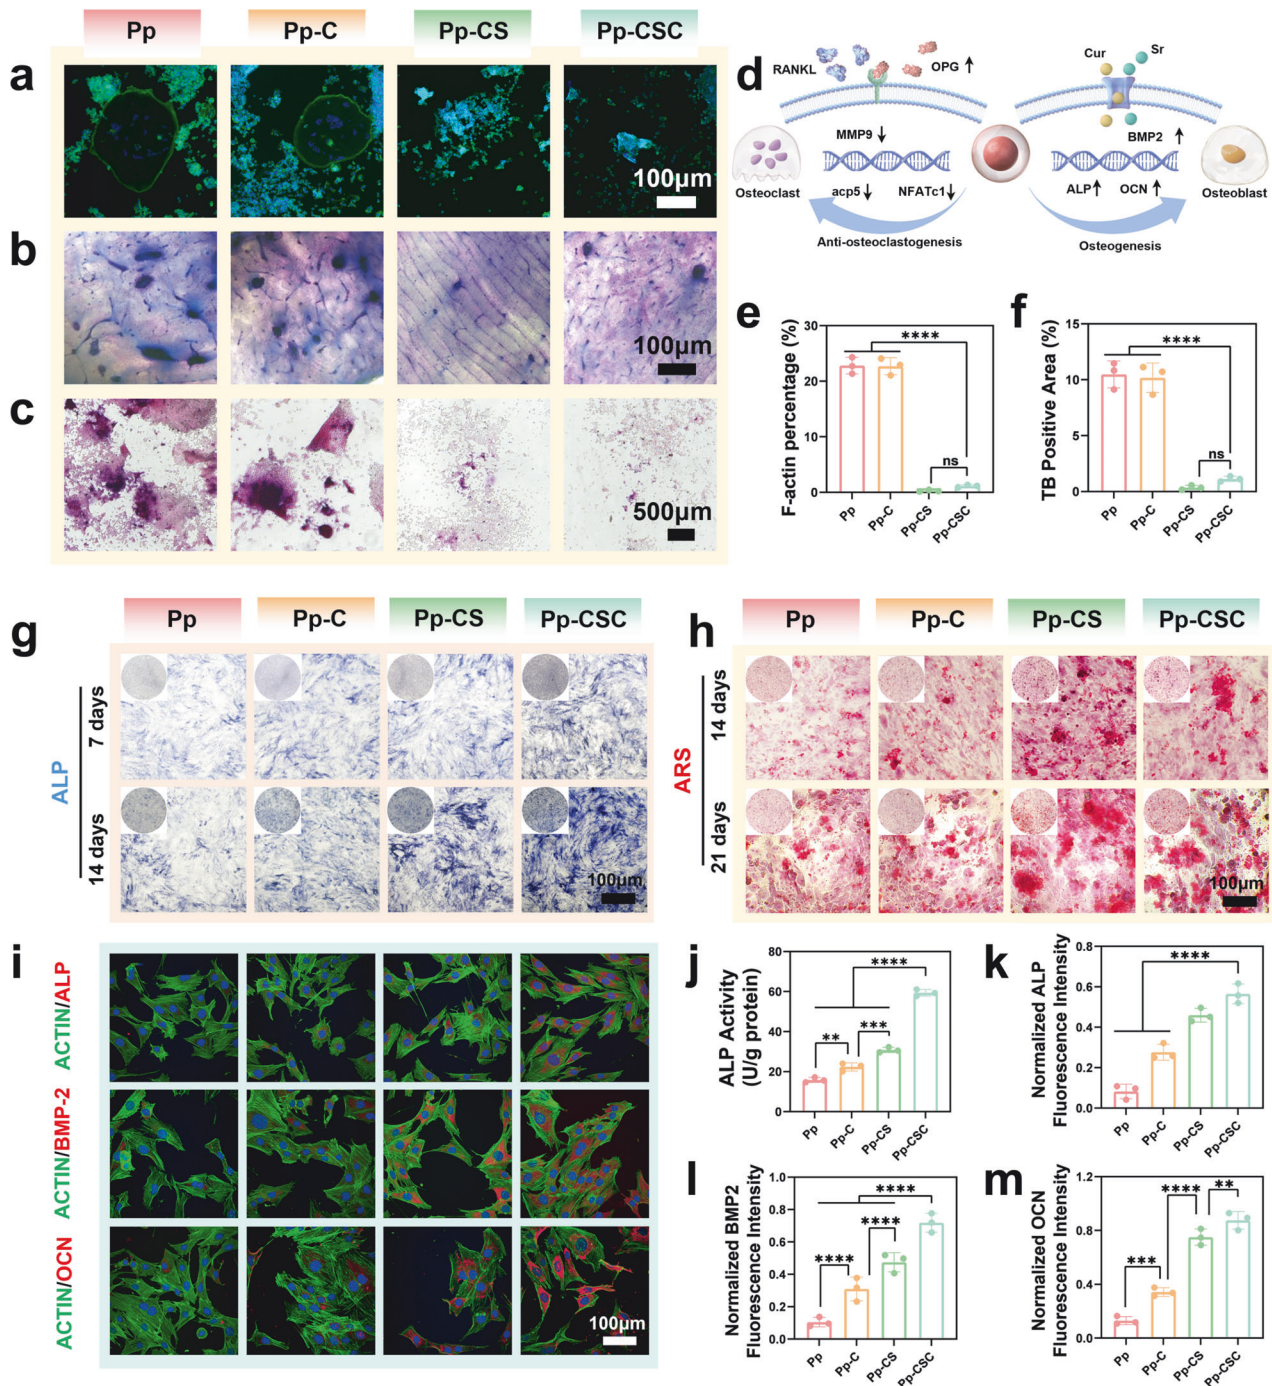 Pp Pp-C Pp-CS Pp-CSC
a
100μm
b
100μm
c
500μm
d
RANKL OPG
Cur Sr
MMP9
BMP2
acp5 NFATc1
ALP OCN
Osteoclast
Osteoblast
Anti-osteoclastogenesis
Osteogenesis
e
F-actin percentage (%)
30
20
10
0
****
ns
Pp Pp-C Pp-CS Pp-CSC
f
TB Positive Area (%)
15
10
5
0
****
ns
Pp Pp-C Pp-CS Pp-CSC
g
Pp Pp-C Pp-CS Pp-CSC
ALP
7 days
14 days
100μm
h
Pp Pp-C Pp-CS Pp-CSC
ARS
14 days
21 days
100μm
i
ACTIN/ALP
ACTIN/BMP-2
ACTIN/OCN
100μm
j
ALP Activity
(U/g protein)
80
60
40
20
0
****
** ***
Pp Pp-C Pp-CS Pp-CSC
k
Normalized ALP
Fluorescence Intensity
0.8
0.6
0.4
0.2
0.0
****
Pp Pp-C Pp-CS Pp-CSC
l
Normalized BMP2
Fluorescence Intensity
1.0
0.8
0.6
0.4
0.2
0.0
****
****
****
Pp Pp-C Pp-CS Pp-CSC
m
Normalized OCN
Fluorescence Intensity
1.2
0.9
0.6
0.3
0.0
**** **
***
Pp Pp-C Pp-CS Pp-CSC